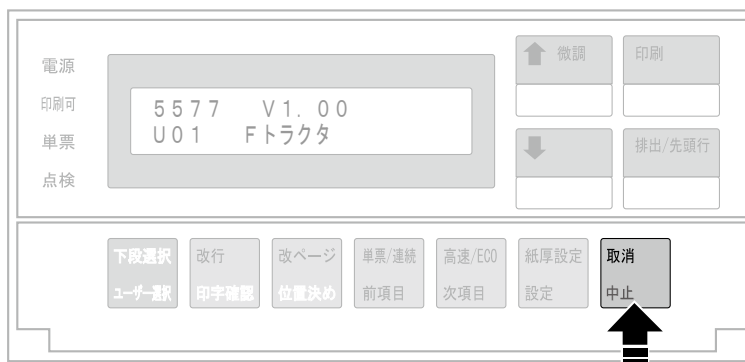 電源
印刷可
単票
点検
5577 V1.00
U01 Fトラクタ
微調
印刷
排出/先頭行
下段選択
ユーザー選択
改行
印字確認
改ページ
位置決め
単票/連続
前項目
高速/ECO
次項目
紙厚設定
設定
取消
中止